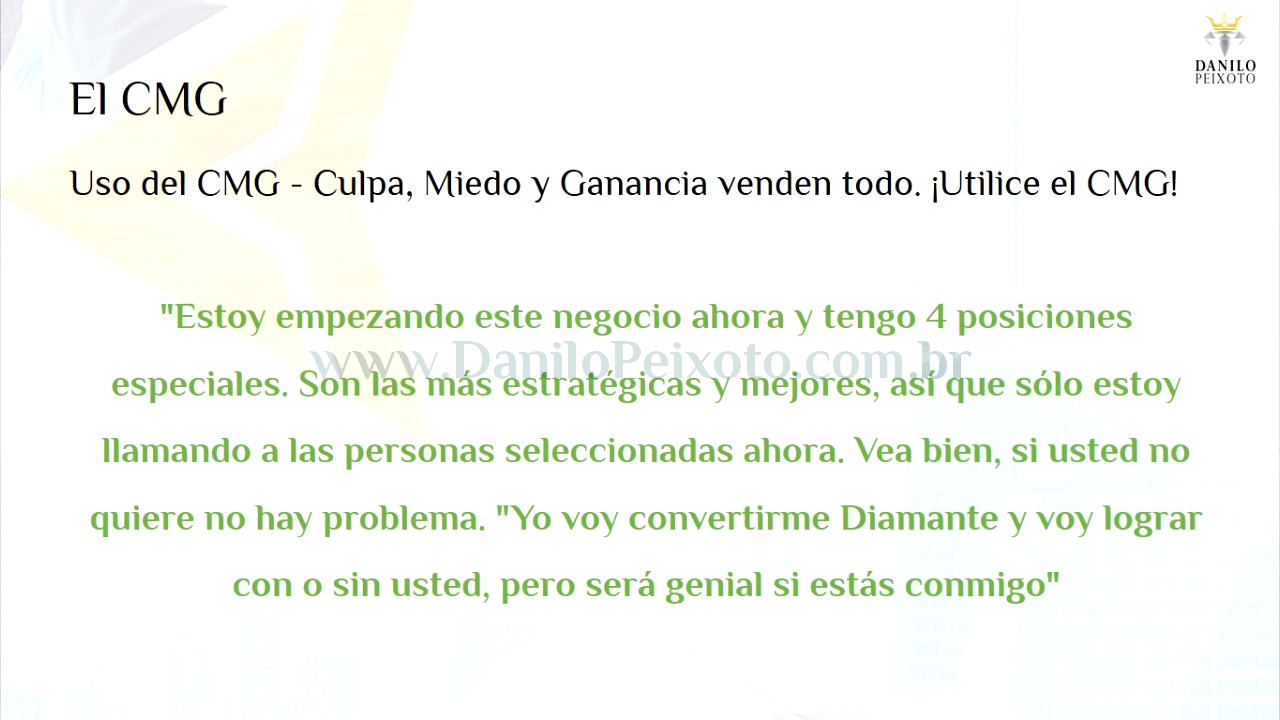 DANILO
PEIXOTO
El CMG
Uso del CMG - Culpa, Miedo y Ganancia venden todo. ¡Utilice el CMG!
"Estoy empezando este negocio ahora y tengo 4 posiciones
www.DaniloPeixoto.com.br
especiales. Son las más estratégicas y mejores, así que sólo estoy
llamando a las personas seleccionadas ahora. Vea bien, si usted no
quiere no hay problema. "Yo voy convertirme Diamante y voy lograr
con o sin usted, pero será genial si estás conmigo"